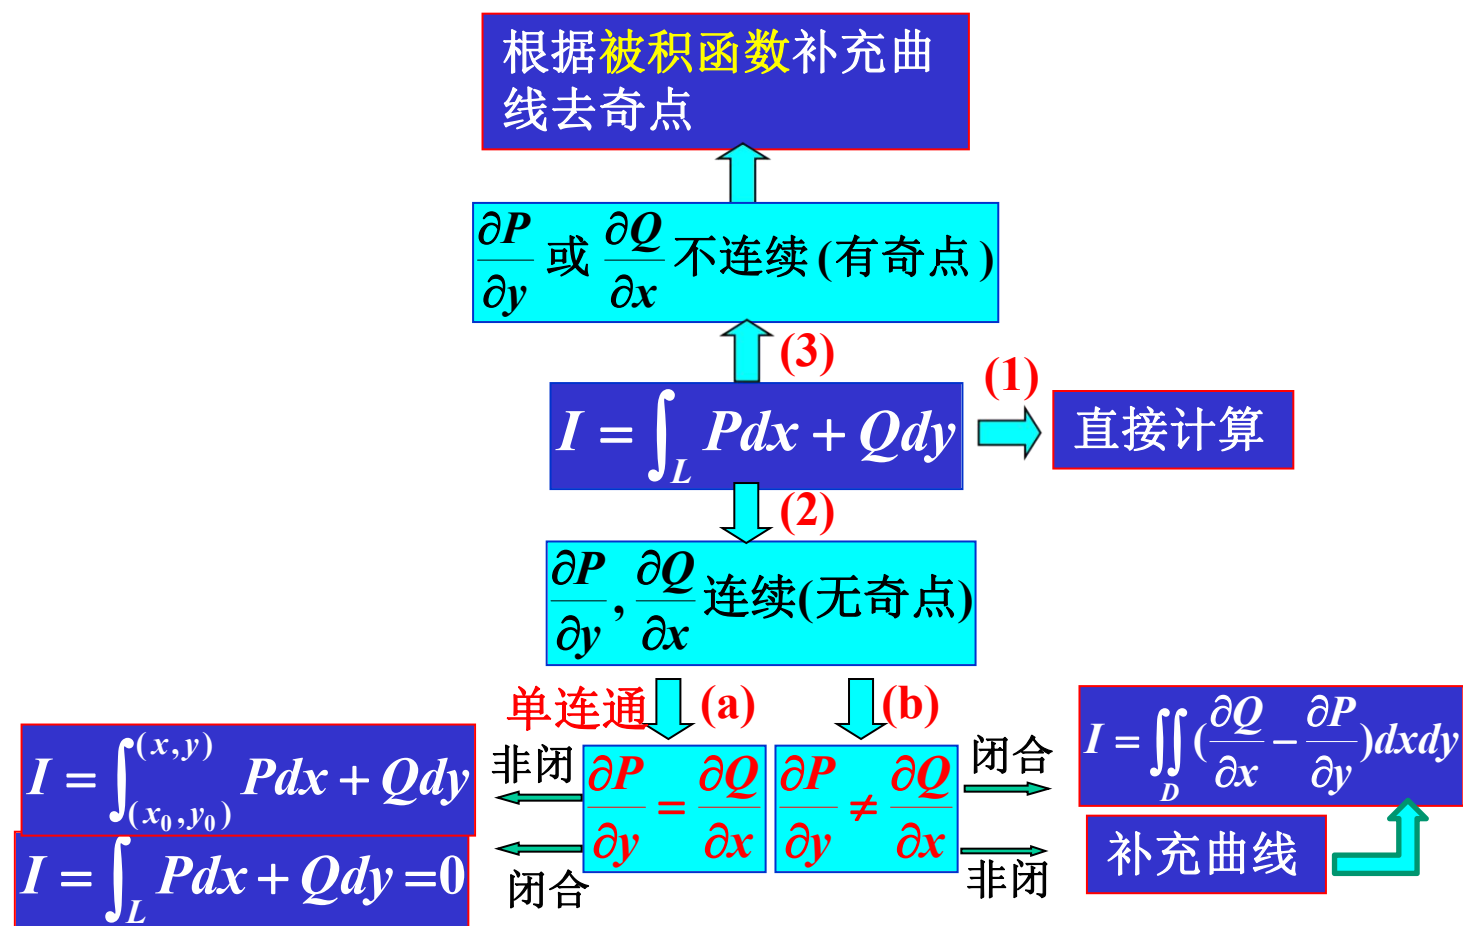 根据被积函数补充曲
线去奇点
∂P/∂y 或 ∂Q/∂x 不连续(有奇点)
(3)
(1)
I = ∫_L Pdx + Qdy
直接计算
(2)
∂P/∂y , ∂Q/∂x 连续(无奇点)
单连通
(a)
(b)
I = ∫_(x₀,y₀)^(x,y) Pdx + Qdy
非闭
∂P/∂y = ∂Q/∂x
∂P/∂y ≠ ∂Q/∂x
闭合
I = ∬_D (∂Q/∂x − ∂P/∂y)dxdy
I = ∫_L Pdx + Qdy =0
闭合
非闭
补充曲线